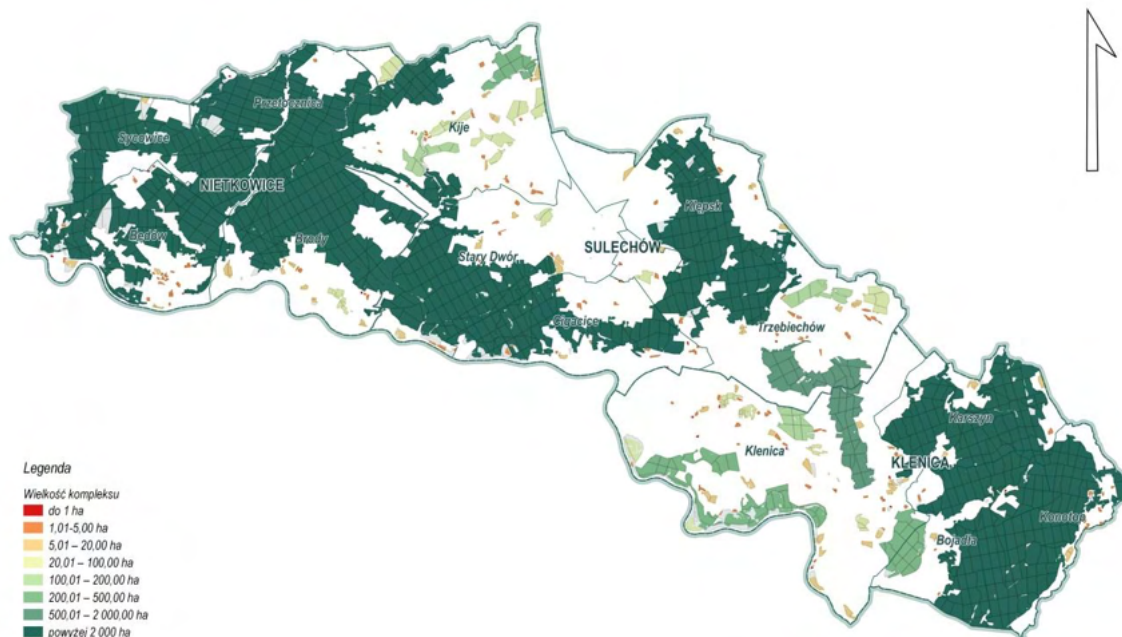 Przetocznica
Sycowice
Kije
NIETKOWICE
Kłępsk
Będów
Brody
SULECHÓW
Stary Dwór
Cigacice
Trzebiechów
Karszyn
Klenica
KLENICA
Konotop
Bojadła
Legenda
Wielkość kompleksu
do 1 ha
1,01-5,00 ha
5,01 – 20,00 ha
20,01 – 100,00 ha
100,01 – 200,00 ha
200,01 – 500,00 ha
500,01 – 2 000,00 ha
powyżej 2 000 ha